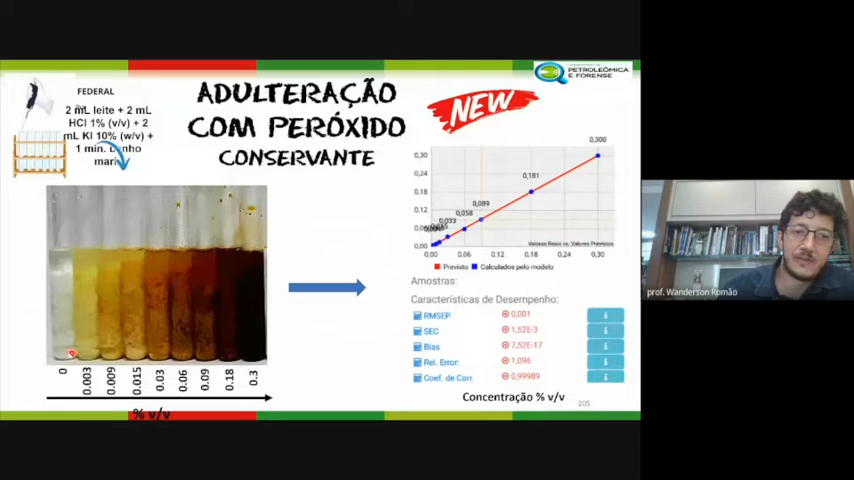 FEDERAL
2 mL leite + 2 mL
HCl 1% (v/v) + 2
mL KI 10% (w/v) +
1 min.
ADULTERAÇÃO
COM PERÓXIDO
CONSERVANTE
NEW
PETROLEÔMICA
E FORENSE
0,300
0,30
0,24
0,181
0,18
0,12
0,089
0,058
0,033
0,06
0,00
Valores Reais vs. Valores Previstos
0,00 0,06 0,12 0,18 0,24 0,30
Previsto Calculados pelo modelo
Amostras:
Características de Desempenho:
RMSEP 0,001
SEC 1,52E-3
Bias 7,52E-17
Rel. Error: 1,096
Coef. de Corr. 0,99989
Concentração % v/v
205
0 0.003 0.009 0.015 0.03 0.06 0.09 0.18 0.3
% v/v
prof. Wanderson Romão